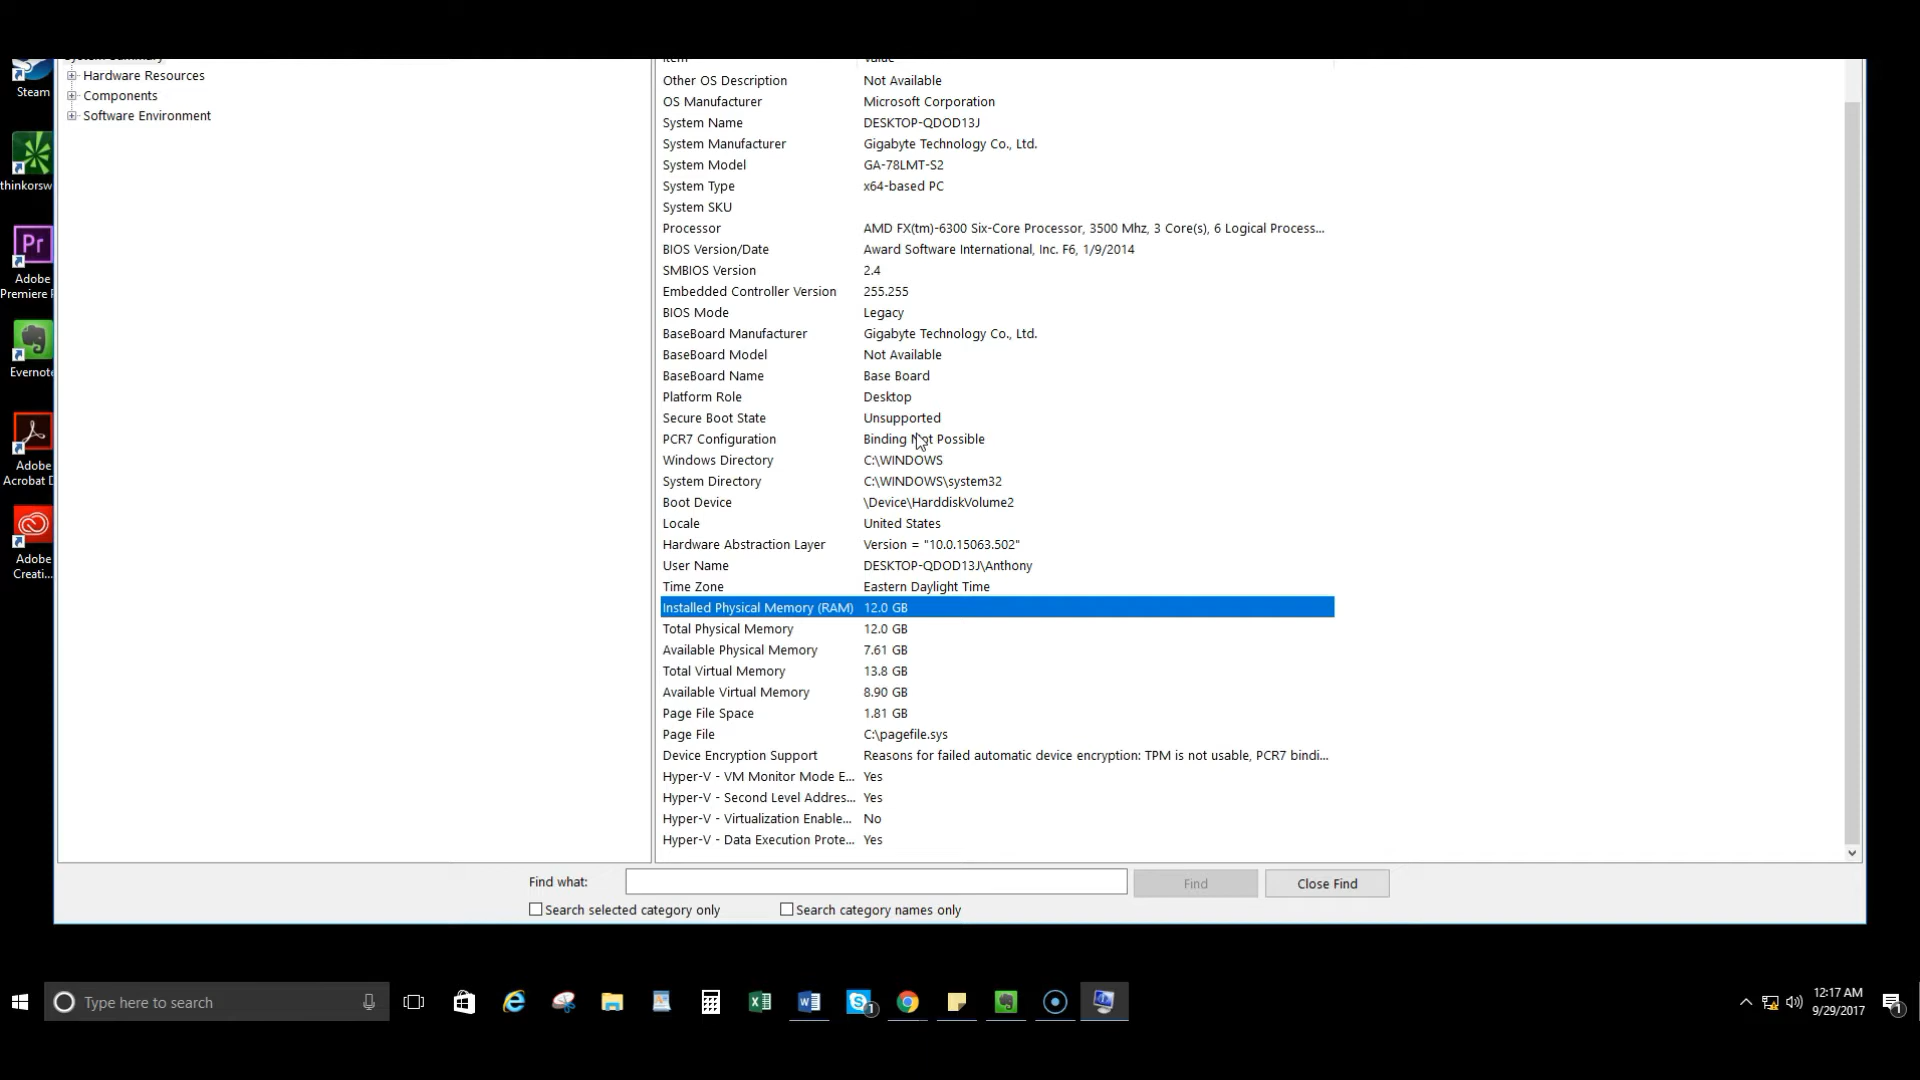 Steam
thinkorsw
Adobe
Premiere P
Evernote
Adobe
Acrobat D
Adobe
Creati...
System Summary
Hardware Resources
Components
Software Environment
Item Value
Other OS Description Not Available
OS Manufacturer Microsoft Corporation
System Name DESKTOP-QDOD13J
System Manufacturer Gigabyte Technology Co., Ltd.
System Model GA-78LMT-S2
System Type x64-based PC
System SKU
Processor AMD FX(tm)-6300 Six-Core Processor, 3500 Mhz, 3 Core(s), 6 Logical Process...
BIOS Version/Date Award Software International, Inc. F6, 1/9/2014
SMBIOS Version 2.4
Embedded Controller Version 255.255
BIOS Mode Legacy
BaseBoard Manufacturer Gigabyte Technology Co., Ltd.
BaseBoard Model Not Available
BaseBoard Name Base Board
Platform Role Desktop
Secure Boot State Unsupported
PCR7 Configuration Binding Not Possible
Windows Directory C:\WINDOWS
System Directory C:\WINDOWS\system32
Boot Device \Device\HarddiskVolume2
Locale United States
Hardware Abstraction Layer Version = "10.0.15063.502"
User Name DESKTOP-QDOD13J\Anthony
Time Zone Eastern Daylight Time
Installed Physical Memory (RAM) 12.0 GB
Total Physical Memory 12.0 GB
Available Physical Memory 7.61 GB
Total Virtual Memory 13.8 GB
Available Virtual Memory 8.90 GB
Page File Space 1.81 GB
Page File C:\pagefile.sys
Device Encryption Support Reasons for failed automatic device encryption: TPM is not usable, PCR7 bindi...
Hyper-V - VM Monitor Mode E... Yes
Hyper-V - Second Level Addres... Yes
Hyper-V - Virtualization Enable... No
Hyper-V - Data Execution Prote... Yes
Find what: Find Close Find
Search selected category only Search category names only
Type here to search
12:17 AM
9/29/2017